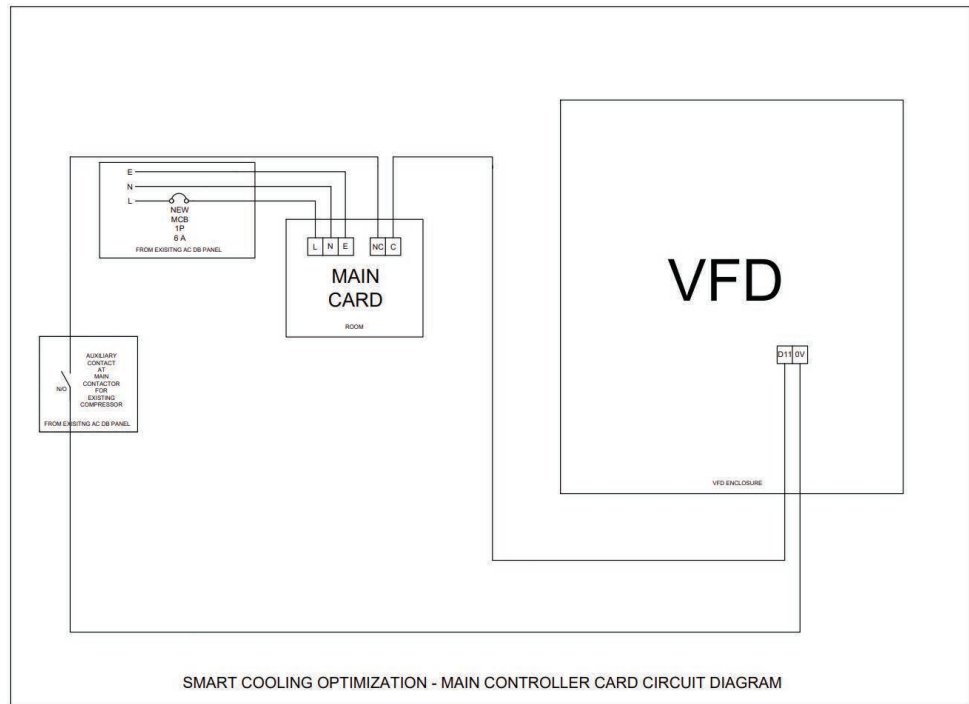 E
N
L
NEW
MCB
1P
6 A
FROM EXISITNG AC DB PANEL
L N E NC C
MAIN
CARD
ROOM
VFD
D11 0V
VFD ENCLOSURE
AUXILIARY
CONTACT
AT
MAIN
CONTACTOR
FOR
EXISTING
COMPRESSOR
N/O
FROM EXISITNG AC DB PANEL
SMART COOLING OPTIMIZATION - MAIN CONTROLLER CARD CIRCUIT DIAGRAM